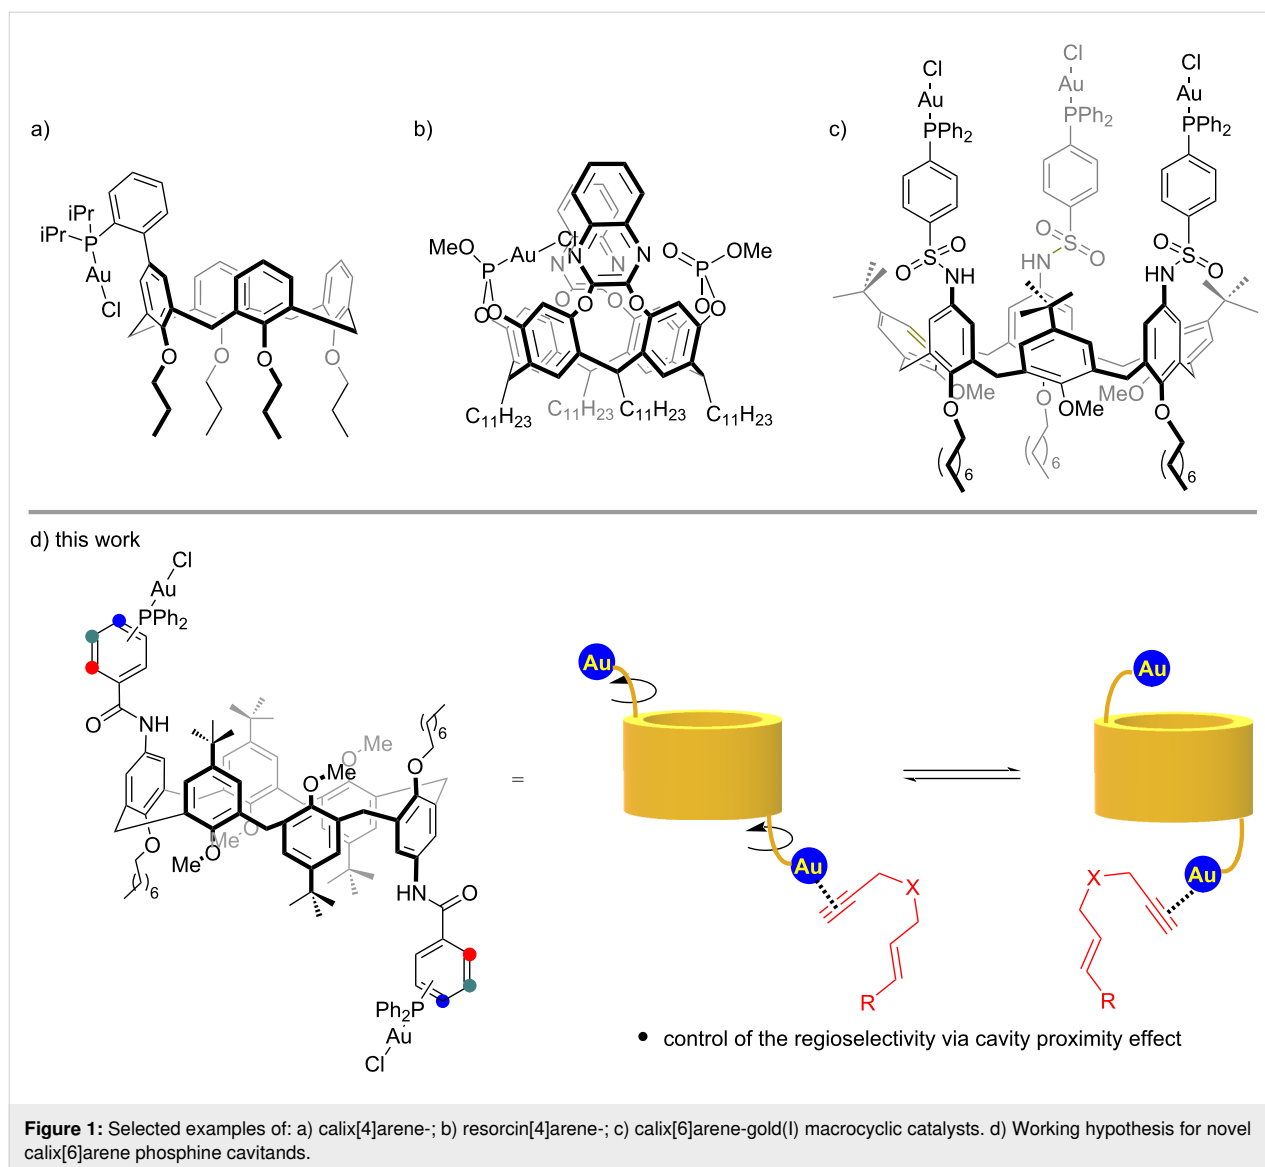 a)
iPr
iPr
P
Au
Cl
O
O
O
O
b)
MeO
Au
Cl
P
O
O
N
N
N
N
O
O
O
O
O
P
OMe
O
O
C11H23
C11H23
C11H23
C11H23
c)
Cl
Au
PPh2
Cl
Au
PPh2
Cl
Au
PPh2
O
S
O
NH
O
S
O
HN
O
S
O
HN
OMe
OMe
MeO
O
O
O
6
6
6
d) this work
Cl
Au
PPh2
O
NH
O
6
MeO
MeO
OMe
OMe
O
6
HN
O
Ph2P
Au
Cl
=
Au
Au
X
R
Au
Au
X
R
• control of the regioselectivity via cavity proximity effect
Figure 1: Selected examples of: a) calix[4]arene-; b) resorcin[4]arene-; c) calix[6]arene-gold(I) macrocyclic catalysts. d) Working hypothesis for novel
calix[6]arene phosphine cavitands.